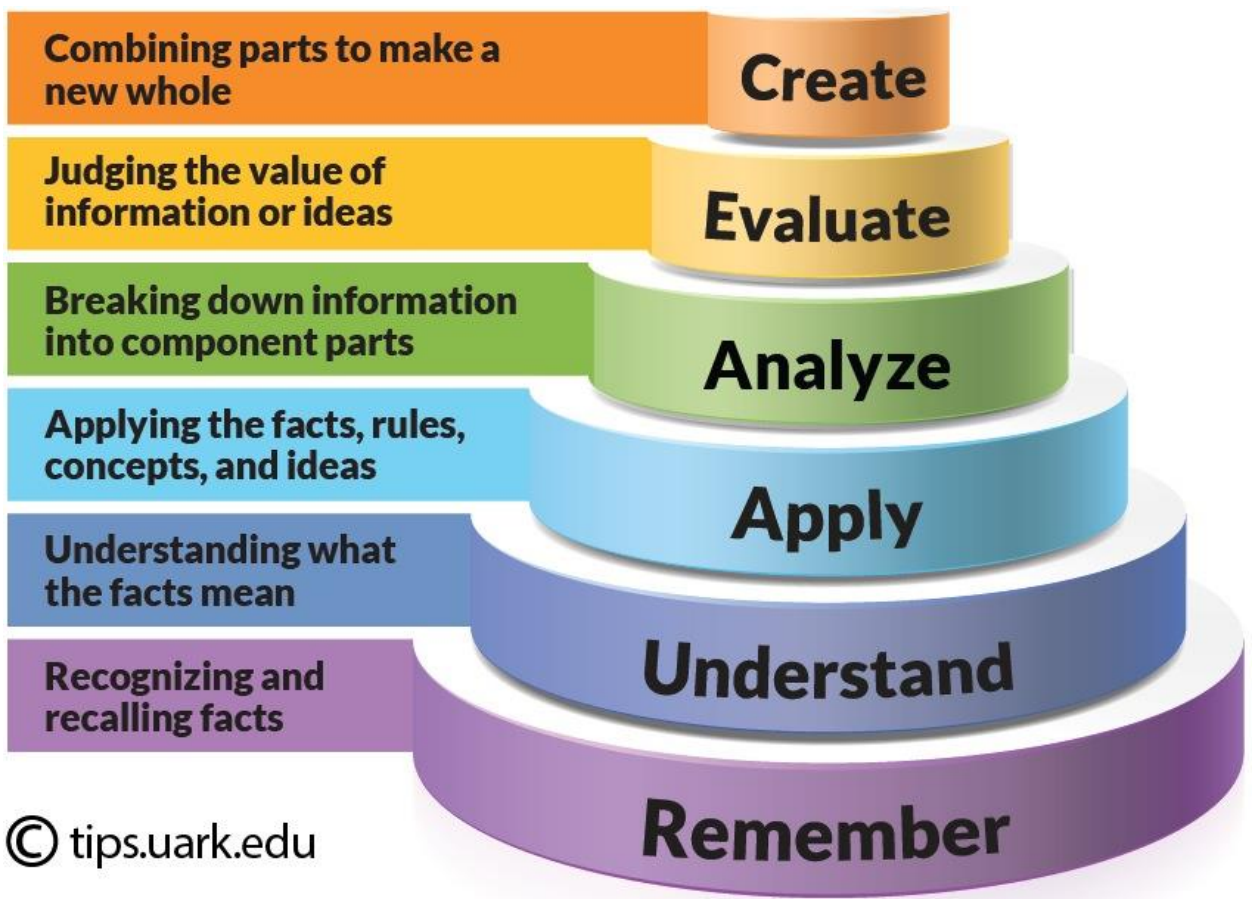 Combining parts to make a
new whole
Create
Judging the value of
information or ideas
Evaluate
Breaking down information
into component parts
Analyze
Applying the facts, rules,
concepts, and ideas
Apply
Understanding what
the facts mean
Understand
Recognizing and
recalling facts
Remember
© tips.uark.edu